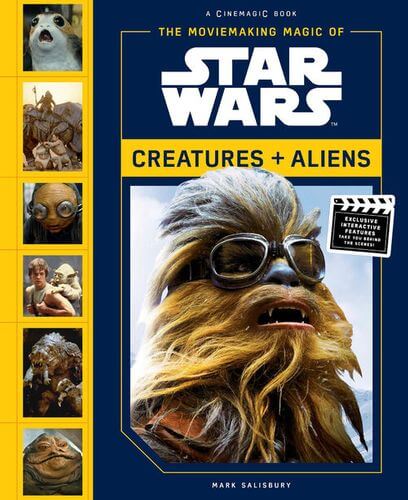 A CINEMAGIC BOOK
THE MOVIEMAKING MAGIC OF
STAR
WARS
TM
CREATURES + ALIENS
EXCLUSIVE
INTERACTIVE
FEATURES
TAKE YOU BEHIND
THE SCENES!
MARK SALISBURY